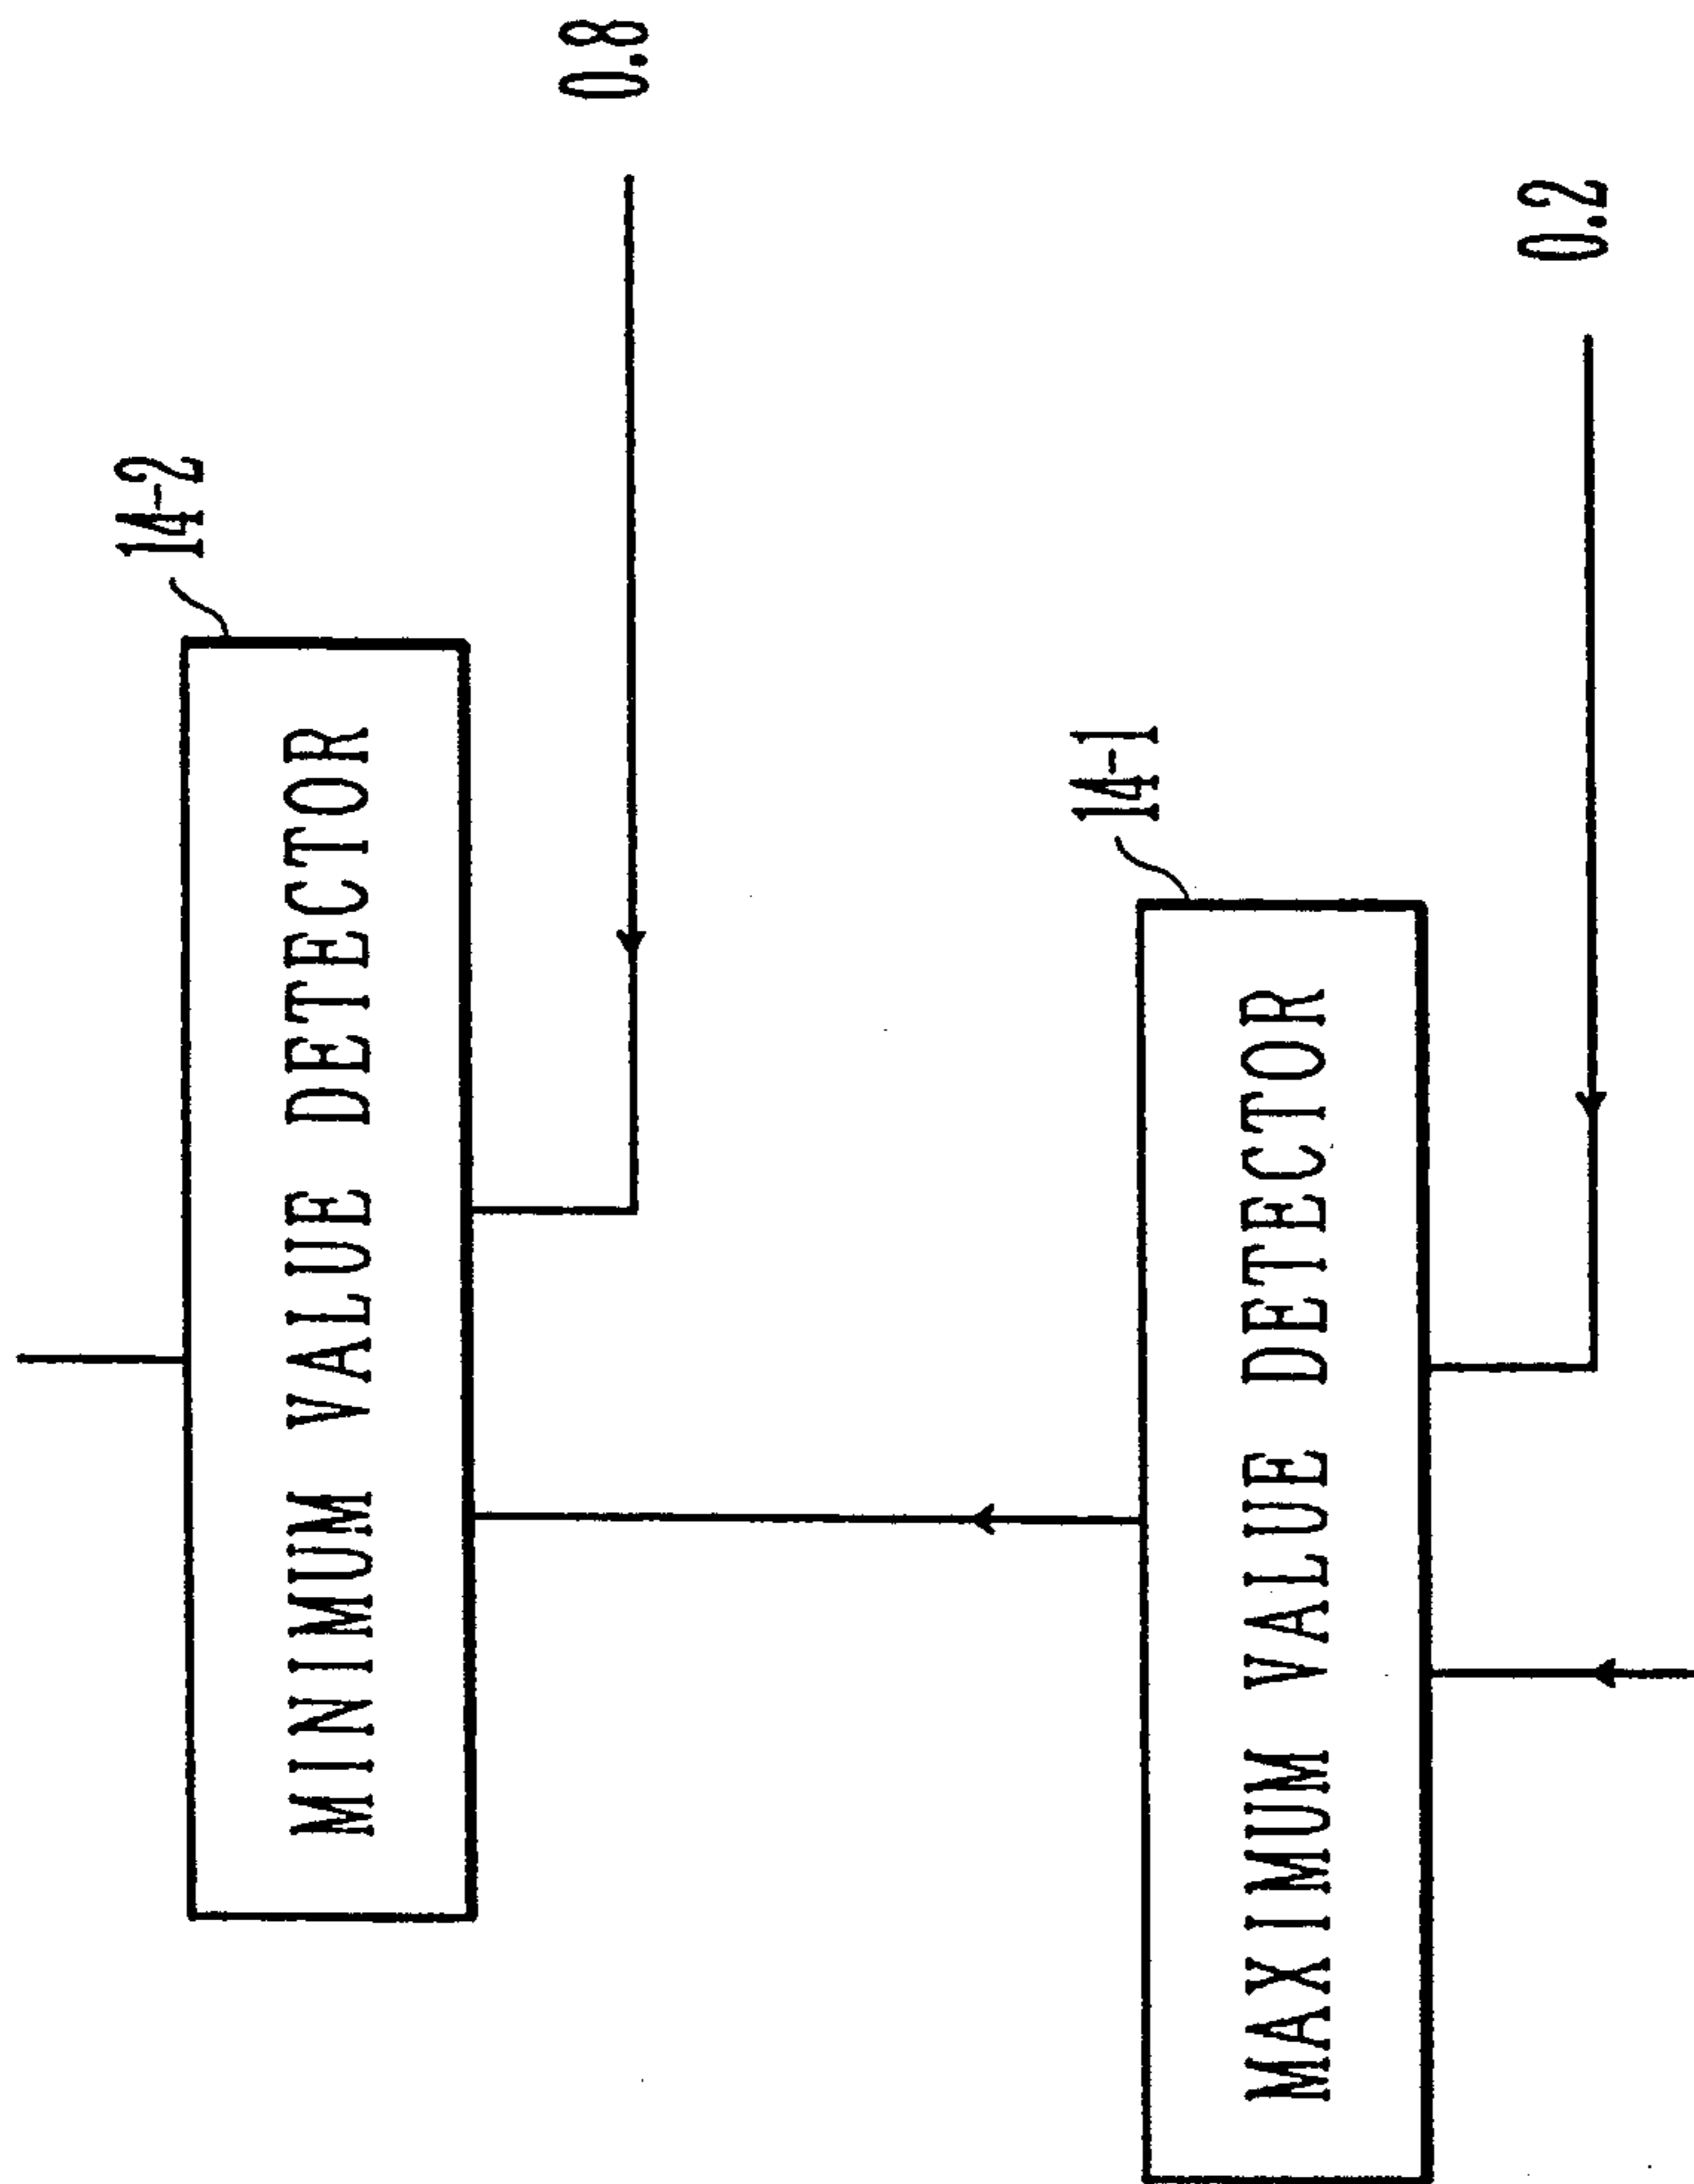 14-2
MINIMUM VALUE DETECTOR
0.8
14-1
MAXIMUM VALUE DETECTOR
0.2